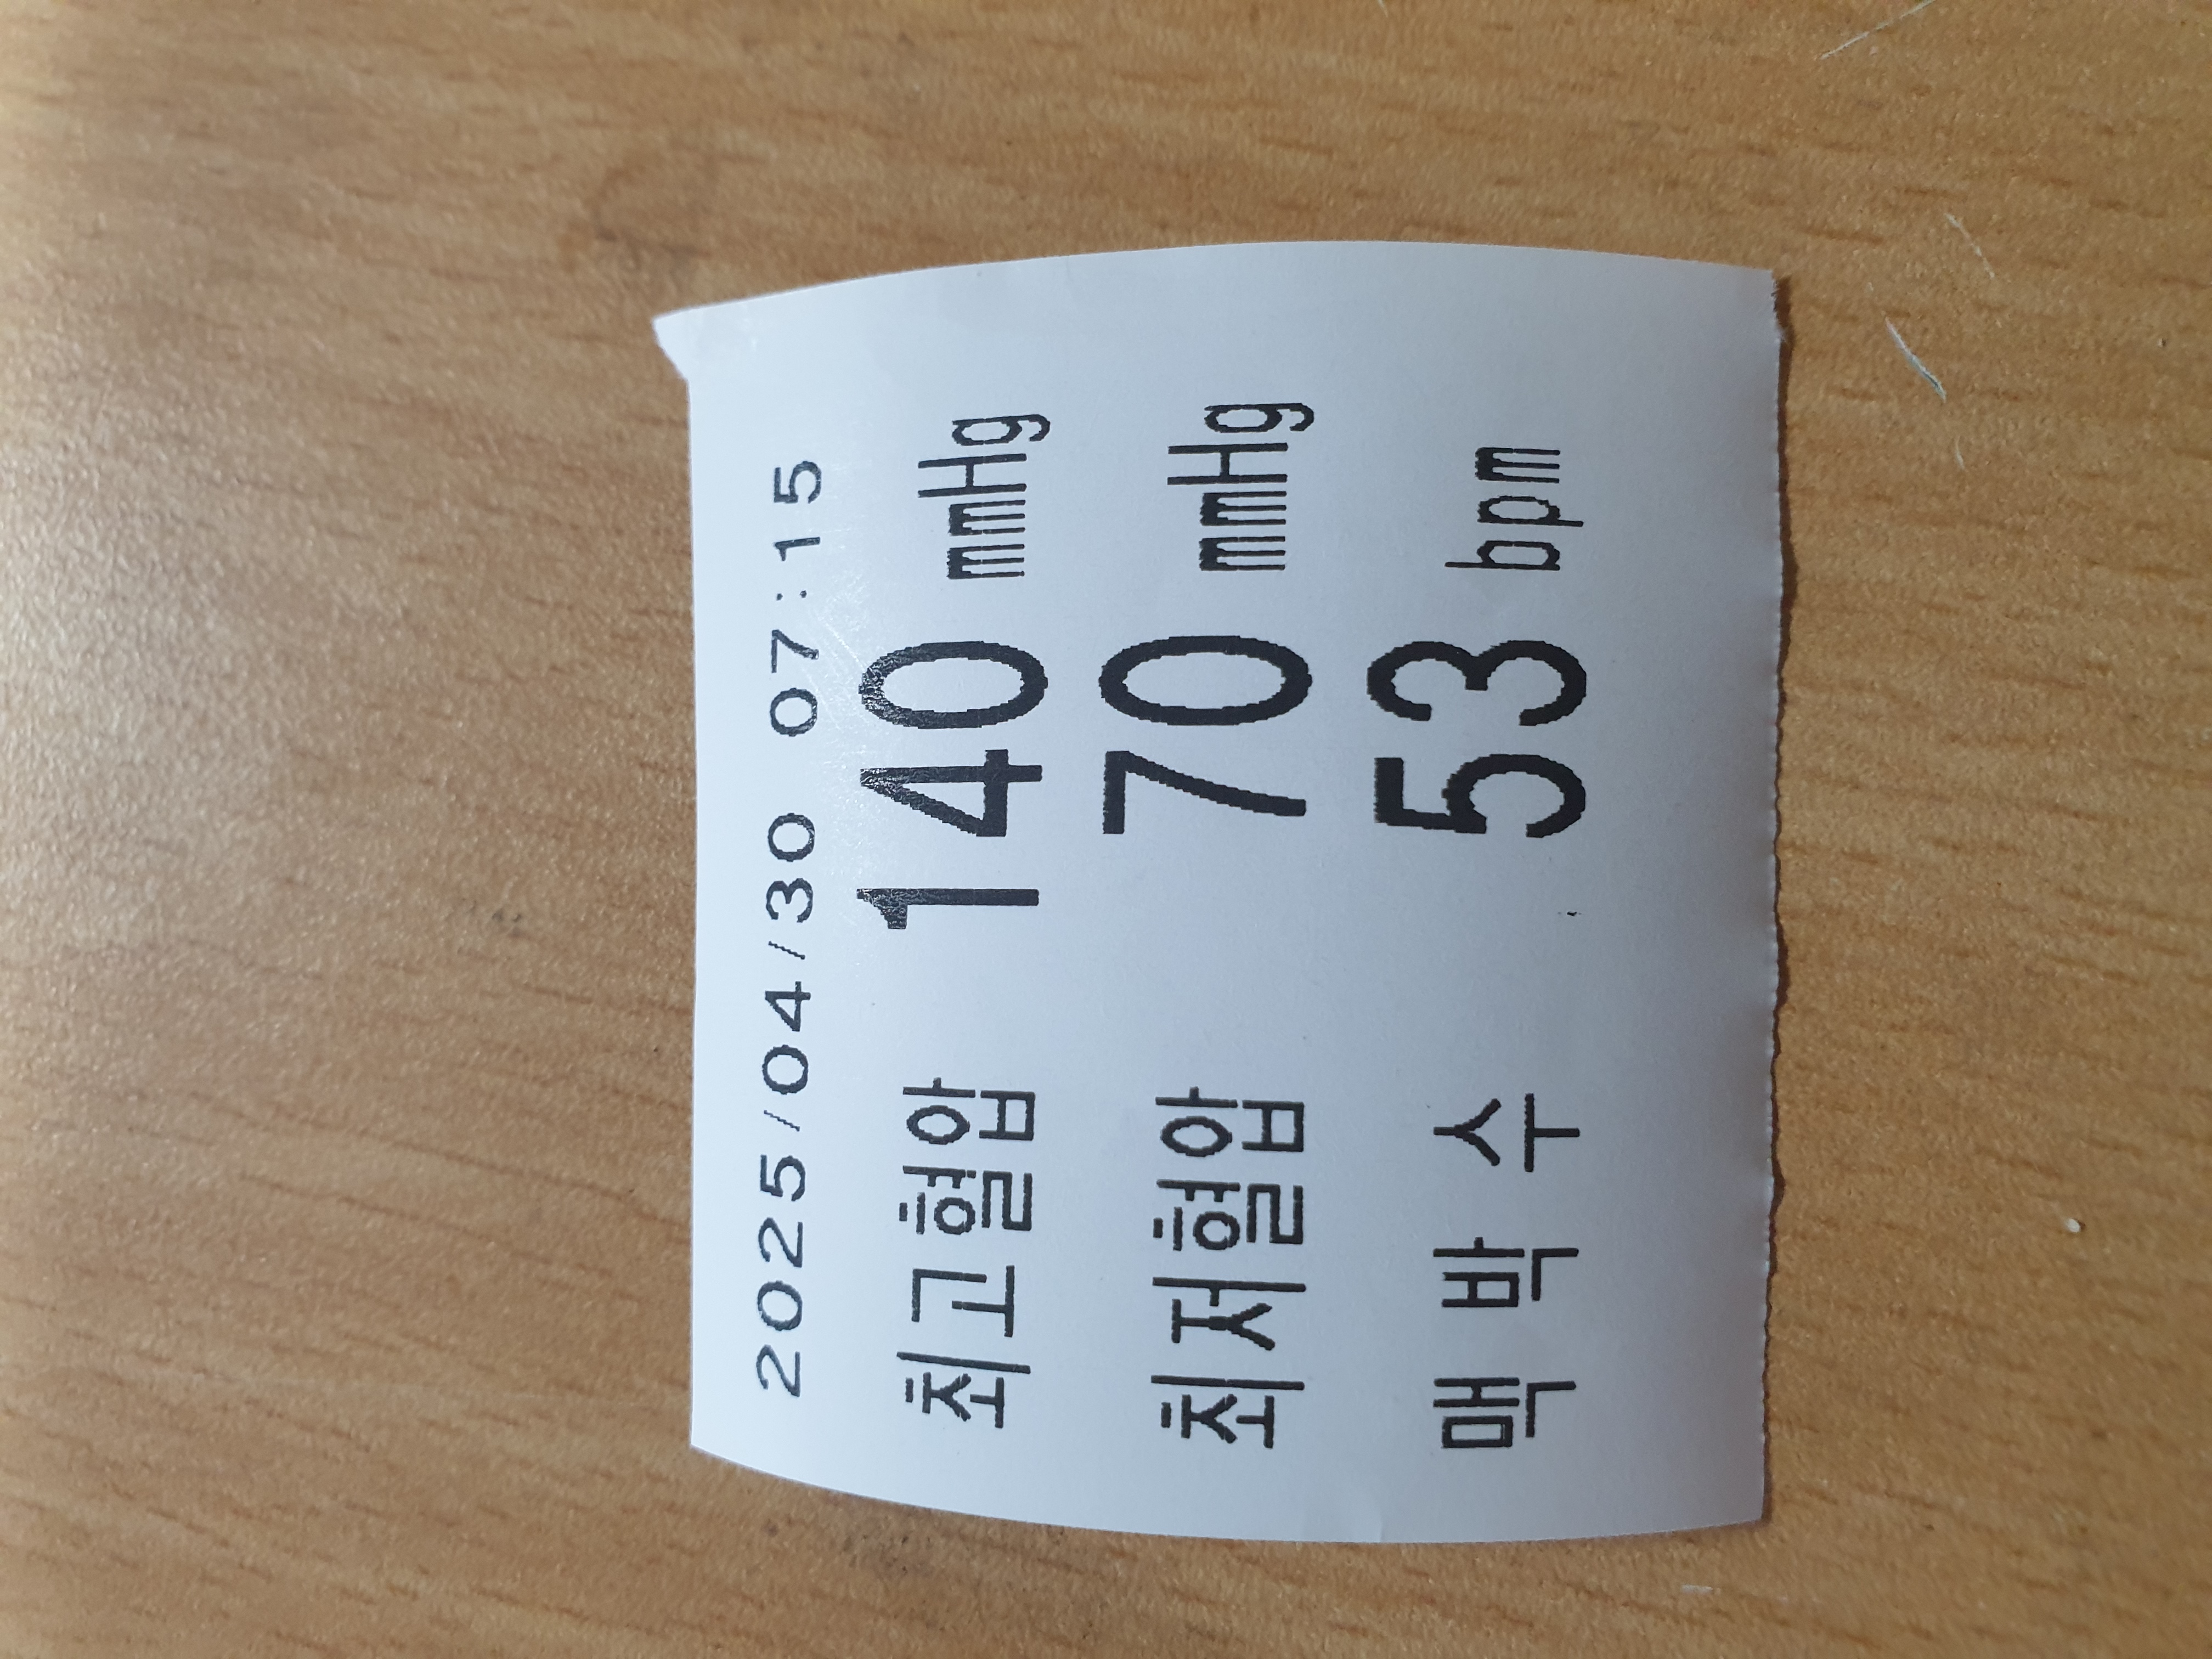 2025/04/30 07:15
최고혈압 140 mmHg
최저혈압 70 mmHg
맥 박 수 53 bpm